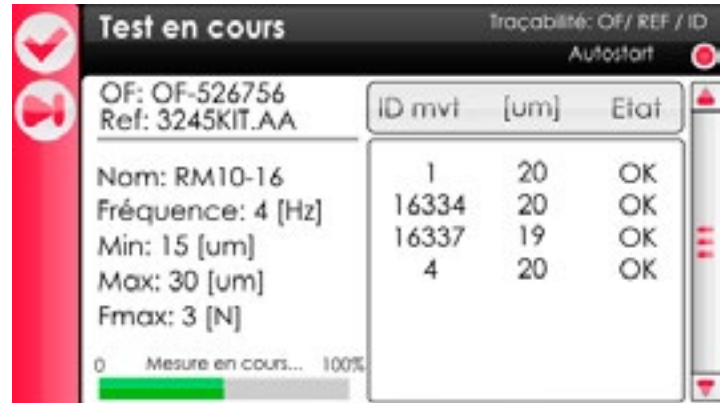 Test en cours
Traçabilité: OF/ REF / ID
Autostart
OF: OF-526756
Ref: 3245KIT.AA
Nom: RM10-16
Fréquence: 4 [Hz]
Min: 15 [um]
Max: 30 [um]
Fmax: 3 [N]
0 Mesure en cours... 100%
ID mvt [um] Etat
1 20 OK
16334 20 OK
16337 19 OK
4 20 OK